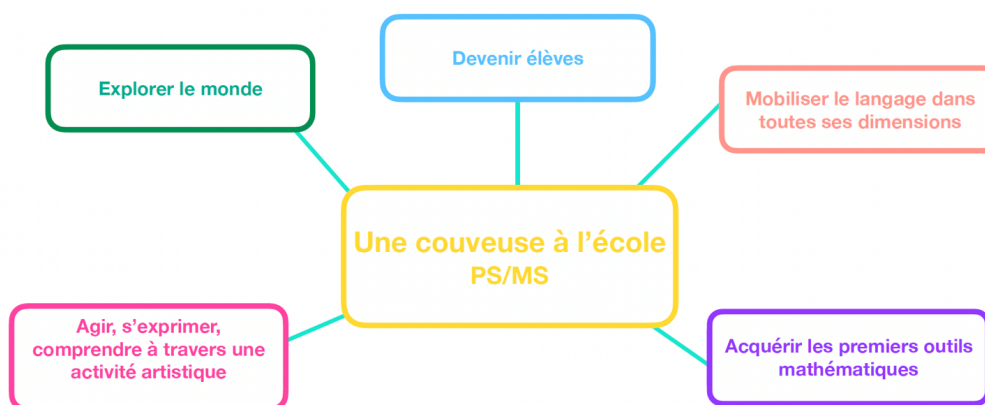 Devenir élèves
Explorer le monde
Mobiliser le langage dans
toutes ses dimensions
Une couveuse à l'école
PS/MS
Agir, s'exprimer,
comprendre à travers une
activité artistique
Acquérir les premiers outils
mathématiques